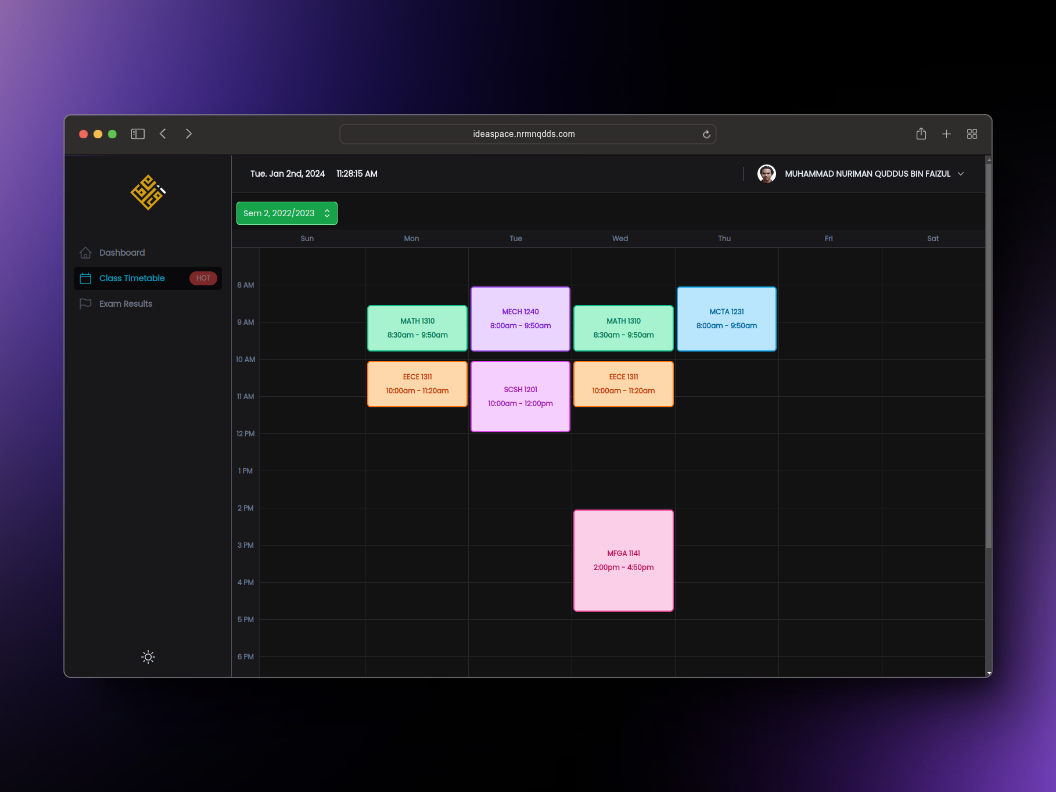 ideaspace.nrmnqdds.com
Tue. Jan 2nd, 2024 11:28:15 AM
MUHAMMAD NURIMAN QUDDUS BIN FAIZUL
Dashboard
Class Timetable HOT
Exam Results
Sem 2, 2022/2023
Sun Mon Tue Wed Thu Fri Sat
8 AM
9 AM
10 AM
11 AM
12 PM
1 PM
2 PM
3 PM
4 PM
5 PM
6 PM
MATH 1310
8:30am - 9:50am
EECE 1311
10:00am - 11:20am
MECH 1240
8:00am - 9:50am
SCSH 1201
10:00am - 12:00pm
MATH 1310
8:30am - 9:50am
EECE 1311
10:00am - 11:20am
MFGA 1141
2:00pm - 4:50pm
MCTA 1231
8:00am - 9:50am